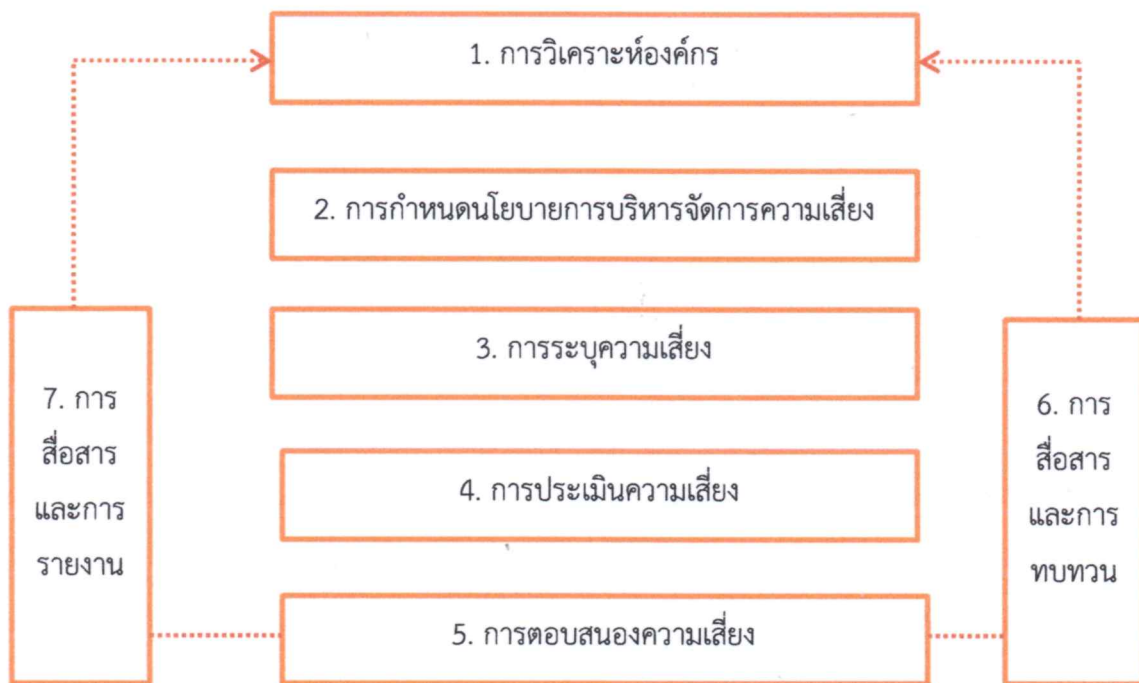 1. การวิเคราะห์องค์กร
2. การกำหนดนโยบายการบริหารจัดการความเสี่ยง
3. การระบุความเสี่ยง
4. การประเมินความเสี่ยง
5. การตอบสนองความเสี่ยง
6. การ
สื่อสาร
และการ
ทบทวน
7. การ
สื่อสาร
และการ
รายงาน